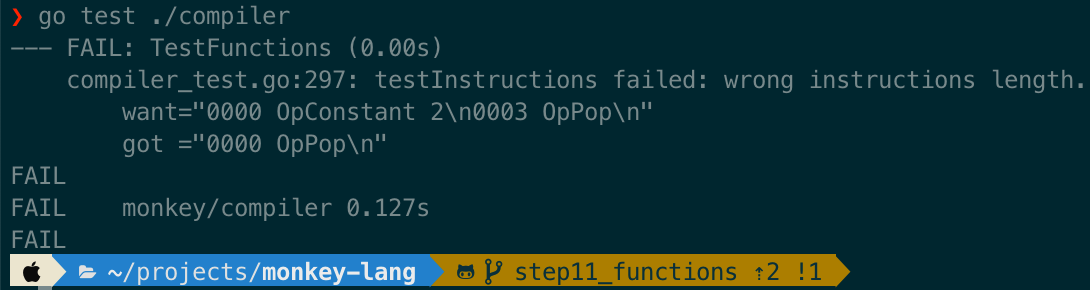 ❯ go test ./compiler
--- FAIL: TestFunctions (0.00s)
    compiler_test.go:297: testInstructions failed: wrong instructions length.
        want="0000 OpConstant 2\n0003 OpPop\n"
        got ="0000 OpPop\n"
FAIL
FAIL    monkey/compiler 0.127s
FAIL
~/projects/monkey-lang step11_functions ⇡2 !1